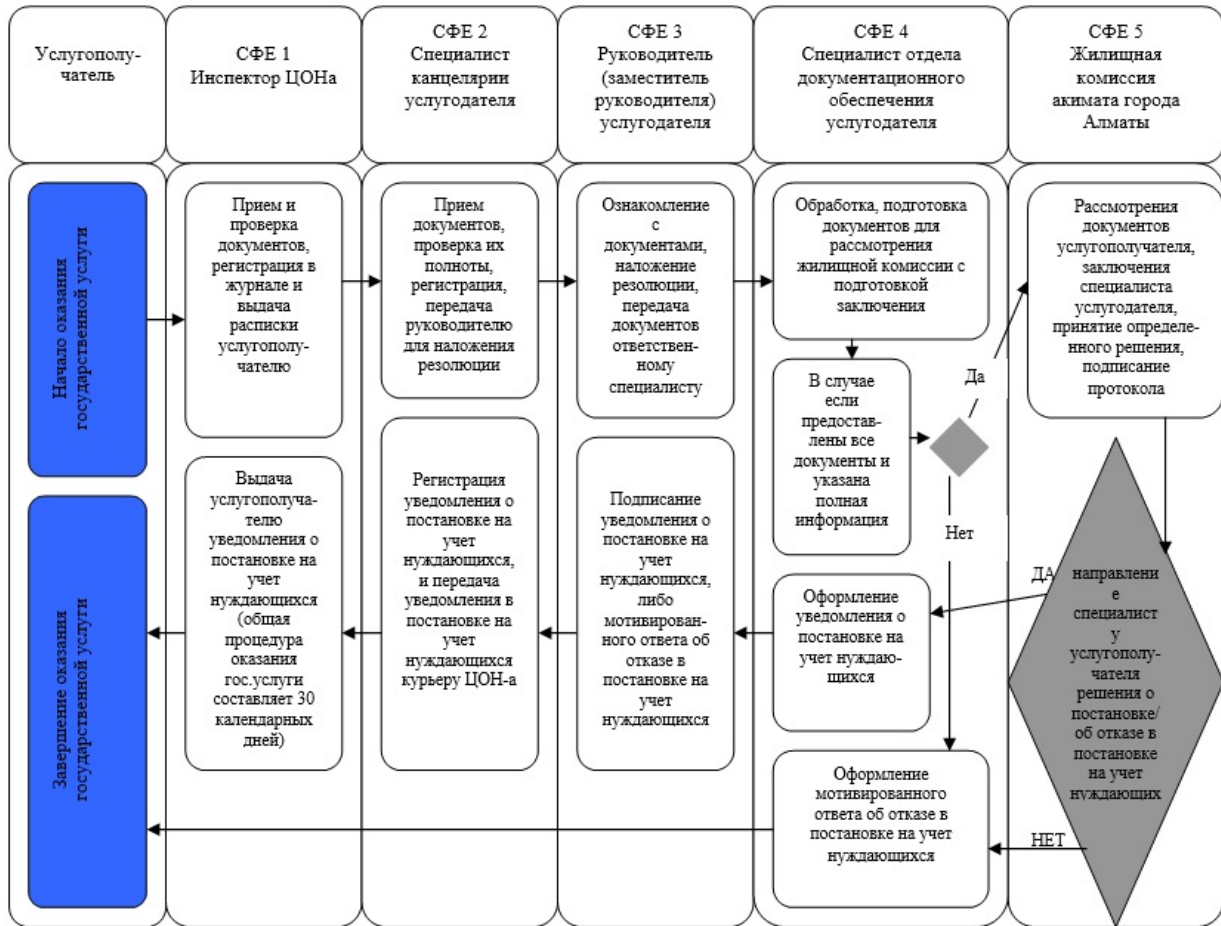 Услугополу-
чатель
СФЕ 1
Инспектор ЦОНа
СФЕ 2
Специалист
канцелярии
услугодателя
СФЕ 3
Руководитель
(заместитель
руководителя)
услугодателя
СФЕ 4
Специалист отдела
документационного
обеспечения
услугодателя
СФЕ 5
Жилищная
комиссия
акимата города
Алматы
Начало оказания
государственной услуги
Прием и
проверка
документов,
регистрация в
журнале и
выдача
расписки
услугополу-
чателю
Прием
документов,
проверка их
полноты,
регистрация,
передача
руководителю
для наложения
резолюции
Ознакомление
с
документами,
наложение
резолюции,
передача
документов
ответствен-
ному
специалисту
Обработка, подготовка
документов для
рассмотрения
жилищной комиссии с
подготовкой
заключения
В случае
если
предостав-
лены все
документы и
указана
полная
информация
Да
Нет
Рассмотрения
документов
услугополучателя,
заключения
специалиста
услугодателя,
принятие определе-
нного решения,
подписание
протокола
направлени
е
специалист
у
услугополу-
чателя
решения о
постановке/
об отказе в
постановке
на учет
нуждающих
ДА
НЕТ
Оформление
уведомления о
постановке на
учет нуждаю-
щихся
Оформление
мотивированного
ответа об отказе в
постановке на учет
нуждающихся
Подписание
уведомления о
постановке на
учет
нуждающихся,
либо
мотивирован-
ного ответа об
отказе в
постановке на
учет
нуждающихся
Регистрация
уведомления о
постановке на
учет
нуждающихся,
и передача
уведомления в
постановке на
учет
нуждающихся
курьеру ЦОН-а
Выдача
услугополуча-
телю
уведомления о
постановке на
учет
нуждающихся
(общая
процедура
оказания
гос.услуги
составляет 30
календарных
дней)
Завершение оказания
государственной услуги